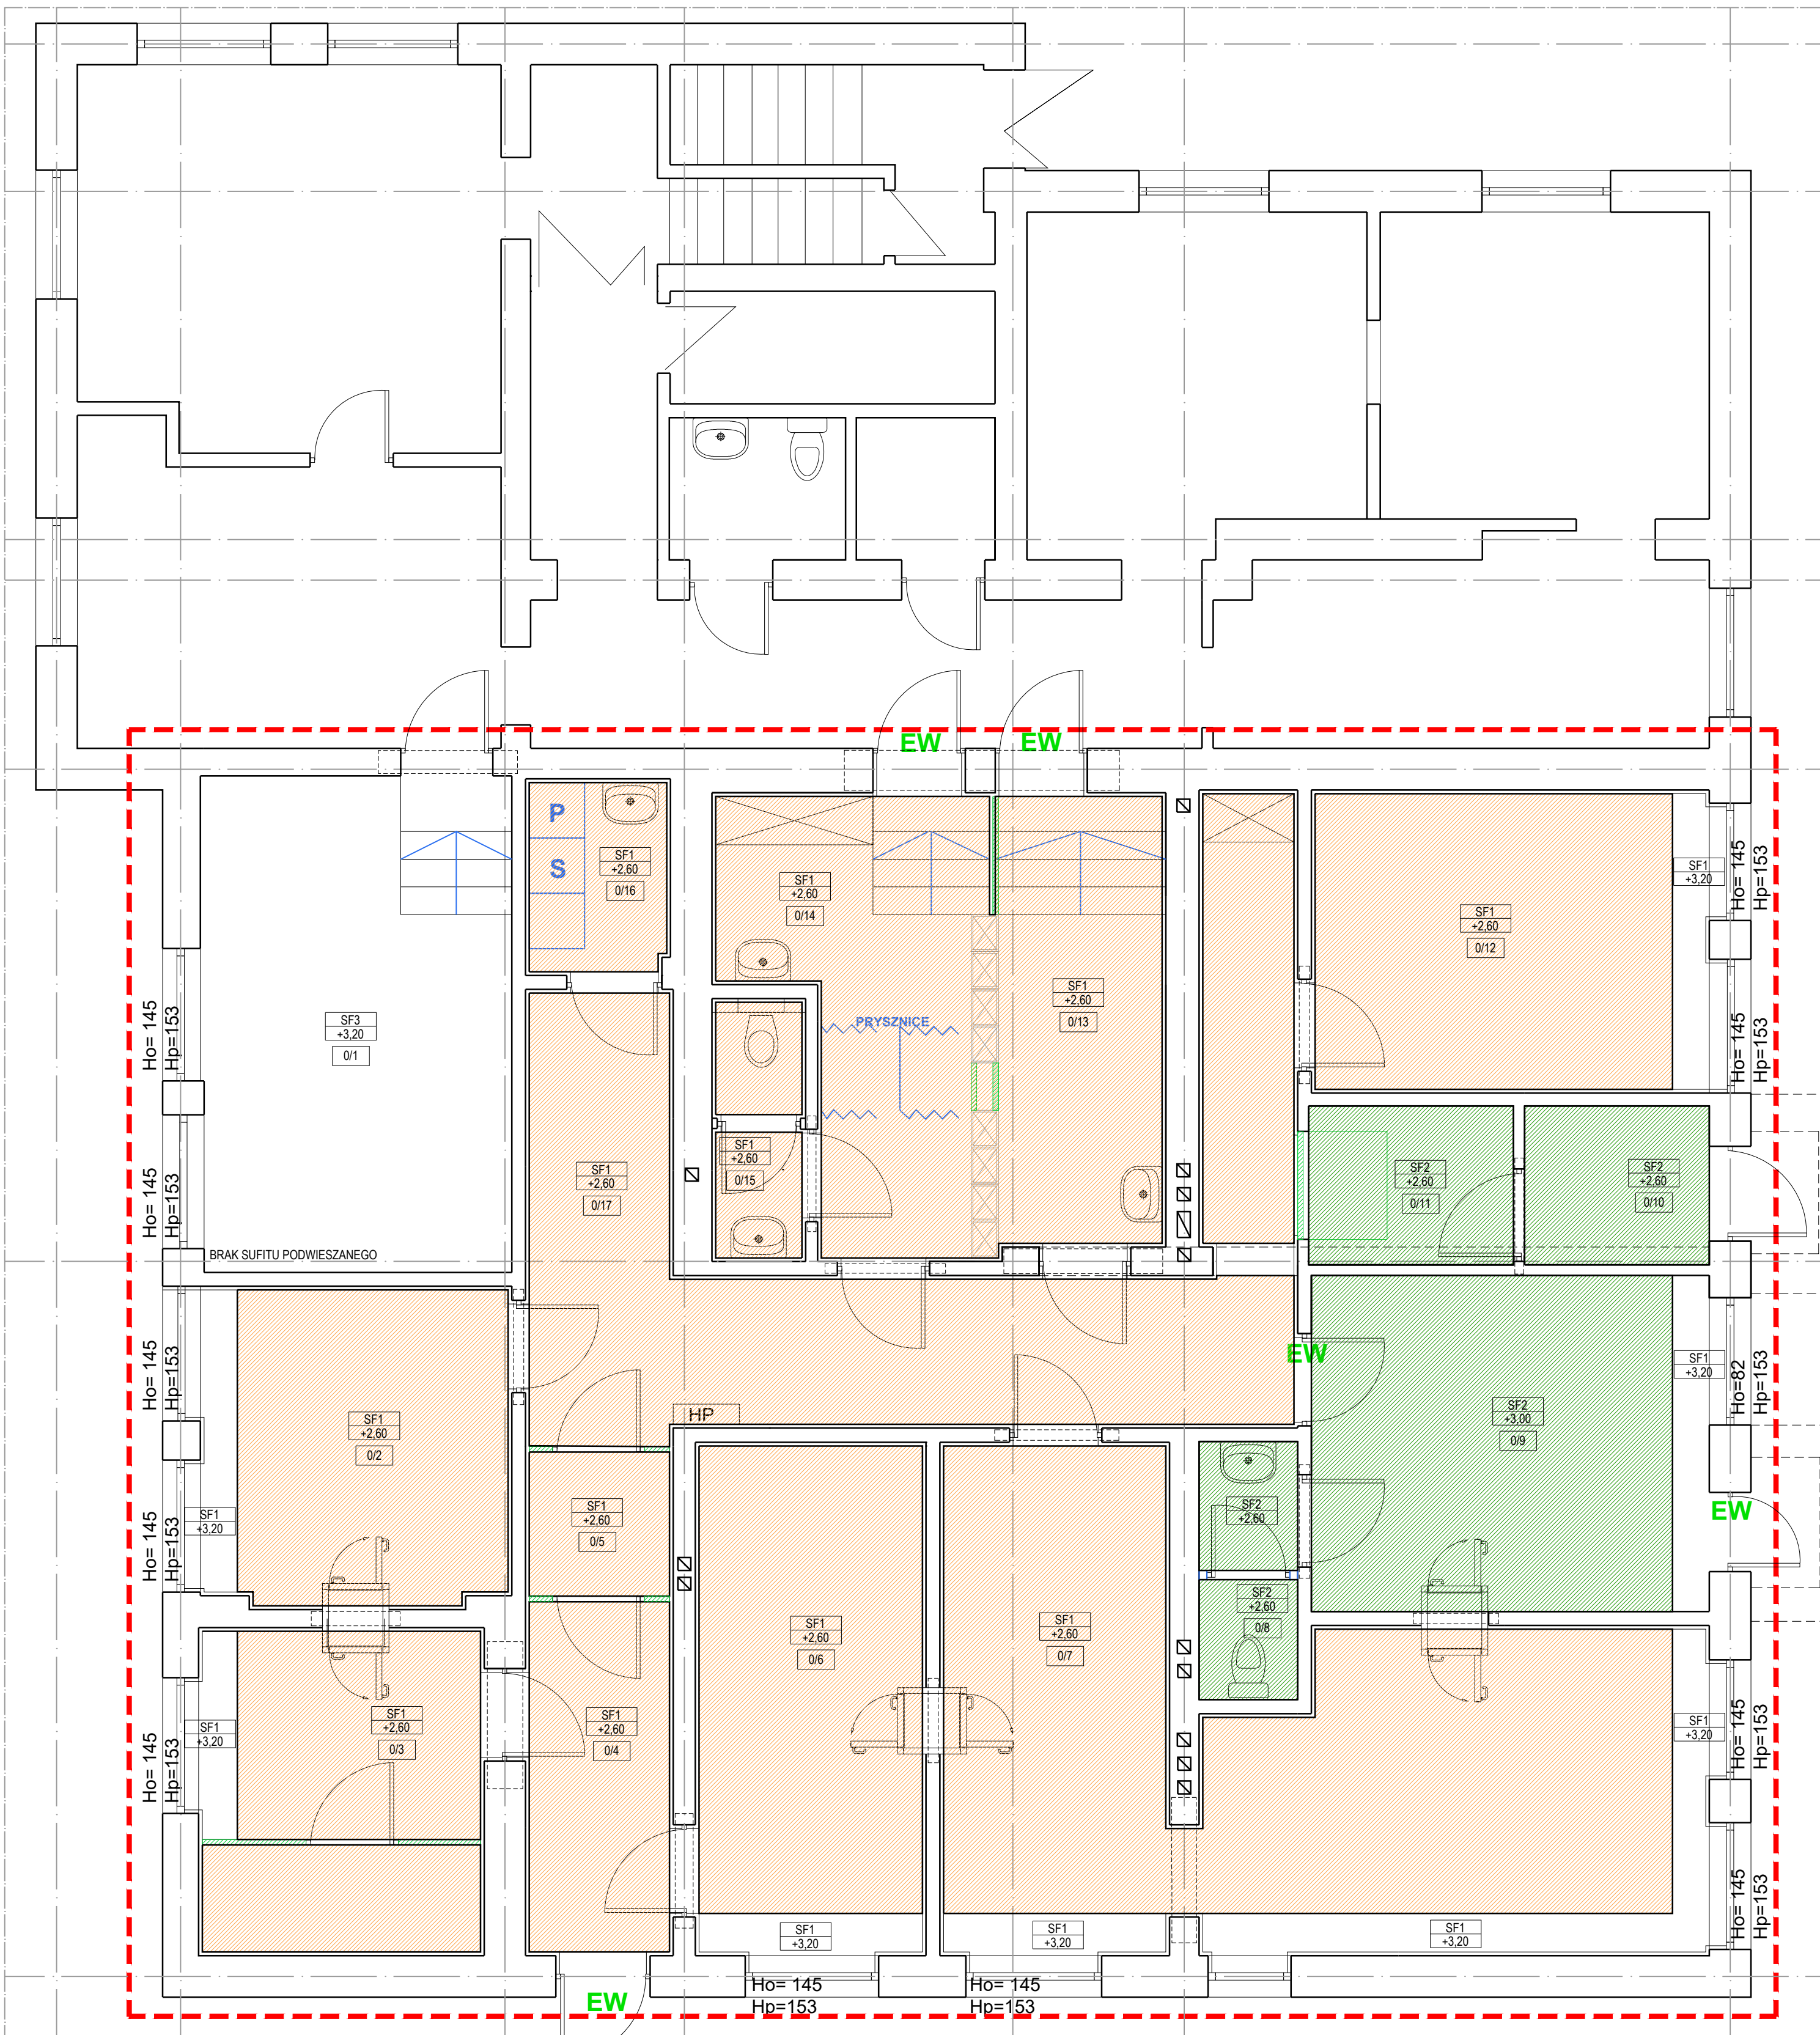 EW
EW
P
S
SF1
+2,60
0/16
SF1
+2,60
0/14
SF1
+3,20
Ho= 145
Hp=153
SF1
+2,60
0/12
SF3
+3,20
0/1
Ho= 145
Hp=153
PRYSZNICE
SF1
+2,60
0/13
Ho= 145
Hp=153
SF1
+2,60
0/15
SF1
+2,60
0/17
Ho= 145
Hp=153
SF2
+2,60
0/11
SF2
+2,60
0/10
BRAK SUFITU PODWIESZANEGO
Ho= 145
Hp=153
EW
SF1
+3,20
Ho=82
Hp=153
SF1
+2,60
0/2
HP
SF2
+3,00
0/9
Ho= 145
Hp=153
SF1
+3,20
SF1
+2,60
0/5
SF2
+2,60
EW
SF2
+2,60
0/8
SF1
+2,60
0/6
SF1
+2,60
0/7
Ho= 145
Hp=153
SF1
+3,20
SF1
+2,60
0/3
SF1
+2,60
0/4
SF1
+3,20
Ho= 145
Hp=153
SF1
+3,20
SF1
+3,20
SF1
+3,20
Ho= 145
Hp=153
EW
Ho= 145
Hp=153
Ho= 145
Hp=153